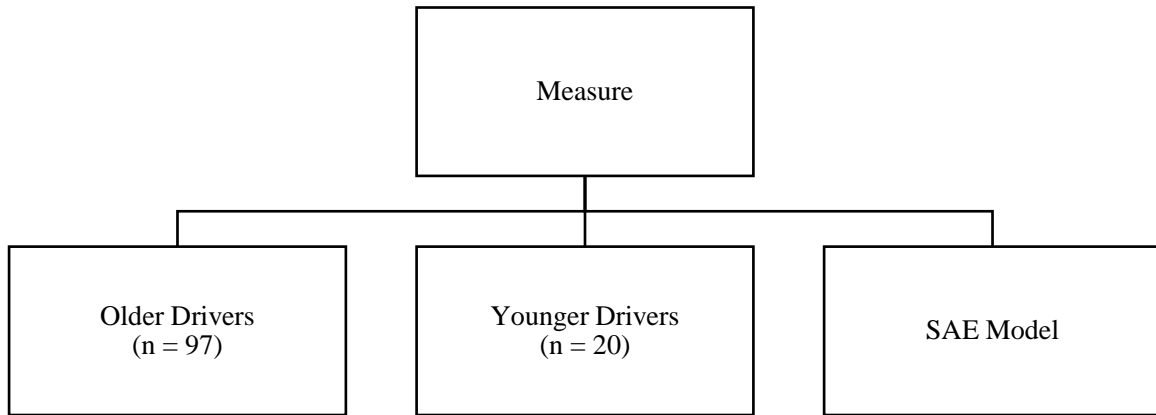 Measure
Older Drivers
(n = 97)
Younger Drivers
(n = 20)
SAE Model